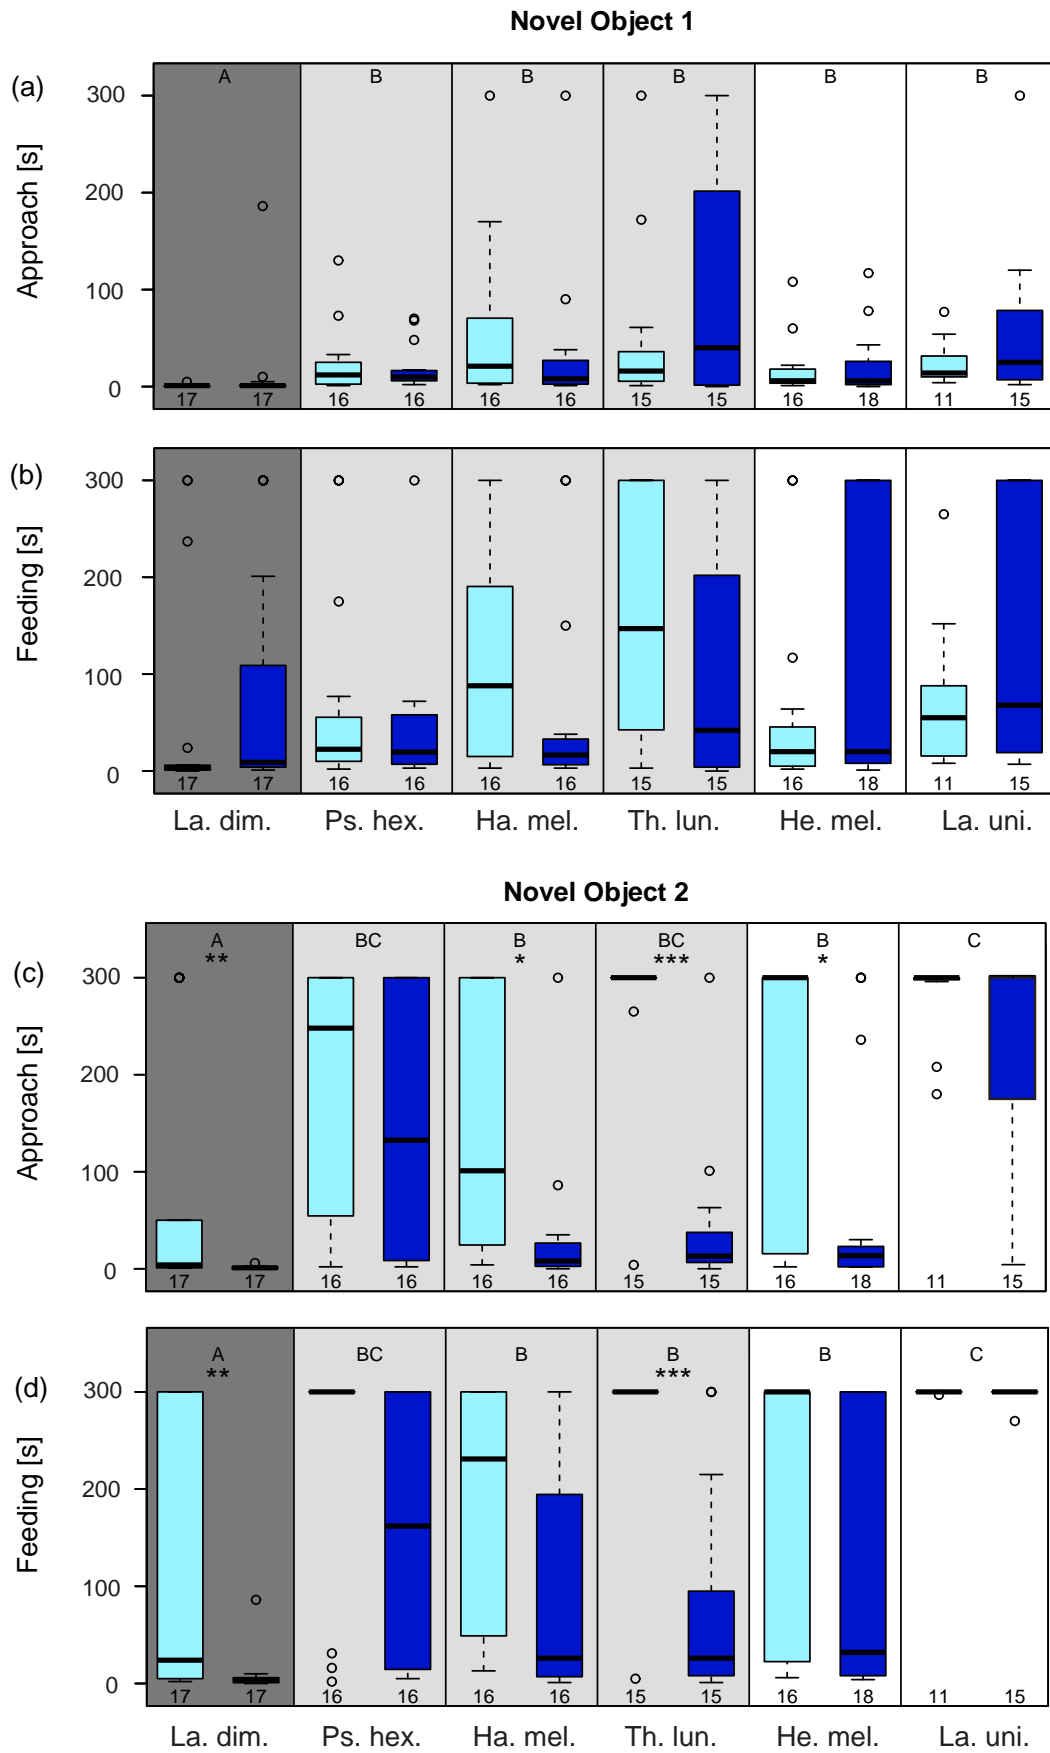 Novel Object 1
(a)
A B B B B B
Approach [s]
300
200
100
0
17 17 16 16 16 16 15 15 16 18 11 15
(b)
Feeding [s]
300
200
100
0
17 17 16 16 16 16 15 15 16 18 11 15
La. dim. Ps. hex. Ha. mel. Th. lun. He. mel. La. uni.
Novel Object 2
(c)
A BC B BC B C
** * *** *
Approach [s]
300
200
100
0
17 17 16 16 16 16 15 15 16 18 11 15
(d)
A BC B B B C
** ***
Feeding [s]
300
200
100
0
17 17 16 16 16 16 15 15 16 18 11 15
La. dim. Ps. hex. Ha. mel. Th. lun. He. mel. La. uni.